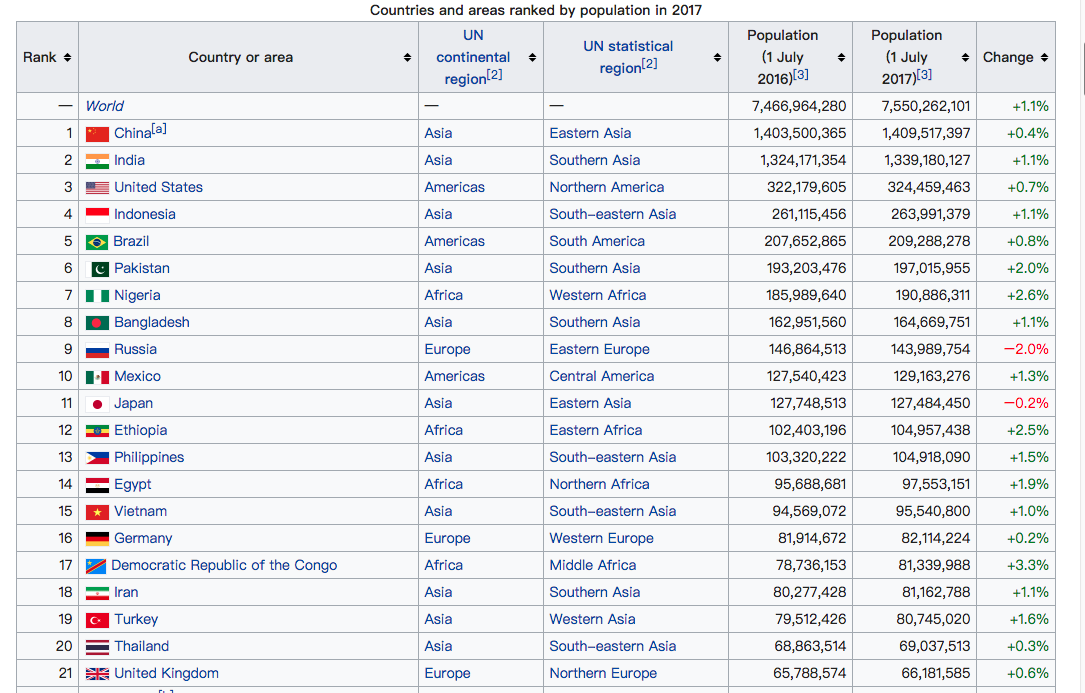 Countries and areas ranked by population in 2017
Rank Country or area UN continental region[2] UN statistical region[2] Population (1 July 2016)[3] Population (1 July 2017)[3] Change
— World — — 7,466,964,280 7,550,262,101 +1.1%
1 China[a] Asia Eastern Asia 1,403,500,365 1,409,517,397 +0.4%
2 India Asia Southern Asia 1,324,171,354 1,339,180,127 +1.1%
3 United States Americas Northern America 322,179,605 324,459,463 +0.7%
4 Indonesia Asia South-eastern Asia 261,115,456 263,991,379 +1.1%
5 Brazil Americas South America 207,652,865 209,288,278 +0.8%
6 Pakistan Asia Southern Asia 193,203,476 197,015,955 +2.0%
7 Nigeria Africa Western Africa 185,989,640 190,886,311 +2.6%
8 Bangladesh Asia Southern Asia 162,951,560 164,669,751 +1.1%
9 Russia Europe Eastern Europe 146,864,513 143,989,754 −2.0%
10 Mexico Americas Central America 127,540,423 129,163,276 +1.3%
11 Japan Asia Eastern Asia 127,748,513 127,484,450 −0.2%
12 Ethiopia Africa Eastern Africa 102,403,196 104,957,438 +2.5%
13 Philippines Asia South-eastern Asia 103,320,222 104,918,090 +1.5%
14 Egypt Africa Northern Africa 95,688,681 97,553,151 +1.9%
15 Vietnam Asia South-eastern Asia 94,569,072 95,540,800 +1.0%
16 Germany Europe Western Europe 81,914,672 82,114,224 +0.2%
17 Democratic Republic of the Congo Africa Middle Africa 78,736,153 81,339,988 +3.3%
18 Iran Asia Southern Asia 80,277,428 81,162,788 +1.1%
19 Turkey Asia Western Asia 79,512,426 80,745,020 +1.6%
20 Thailand Asia South-eastern Asia 68,863,514 69,037,513 +0.3%
21 United Kingdom Europe Northern Europe 65,788,574 66,181,585 +0.6%